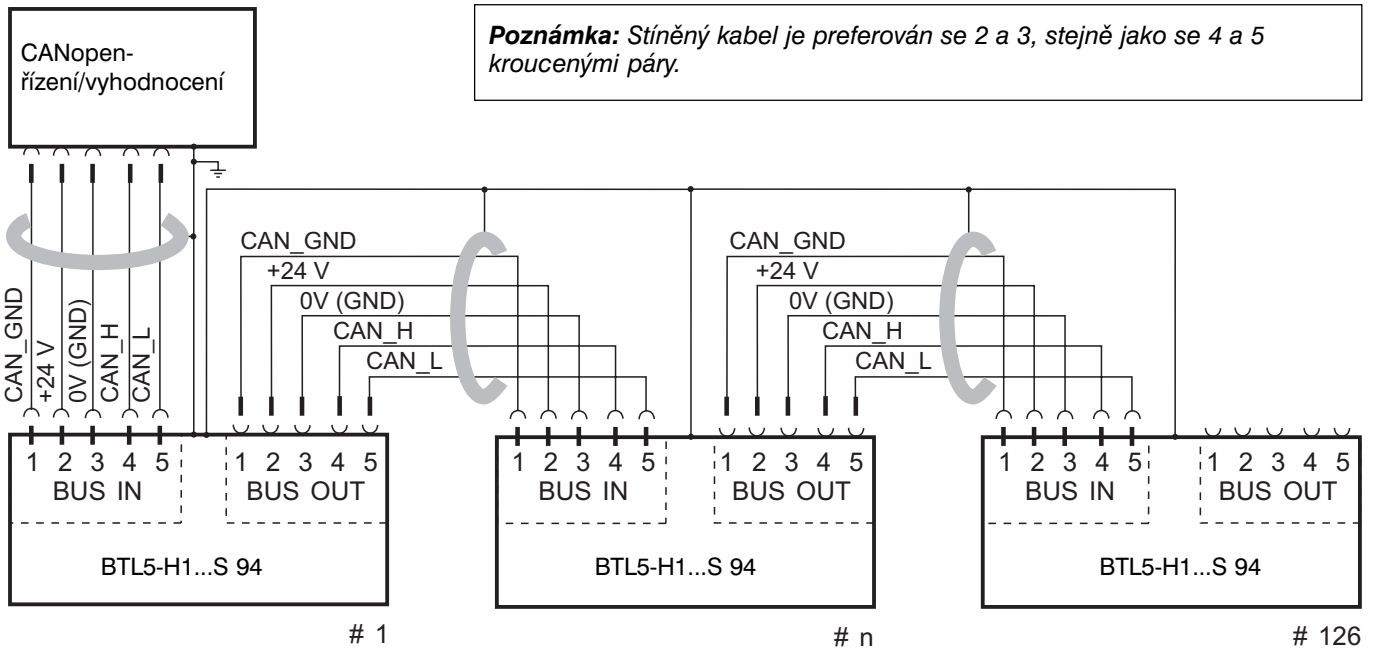 CANopen-
řízení/vyhodnocení
Poznámka: Stíněný kabel je preferován se 2 a 3, stejně jako se 4 a 5
kroucenými páry.
CAN_GND
+24 V
0V (GND)
CAN_H
CAN_L
CAN_GND
+24 V
0V (GND)
CAN_H
CAN_L
CAN_GND
+24 V
0V (GND)
CAN_H
CAN_L
1 2 3 4 5
BUS IN
1 2 3 4 5
BUS OUT
BTL5-H1...S 94
# 1
1 2 3 4 5
BUS IN
1 2 3 4 5
BUS OUT
BTL5-H1...S 94
# n
1 2 3 4 5
BUS IN
1 2 3 4 5
BUS OUT
BTL5-H1...S 94
# 126